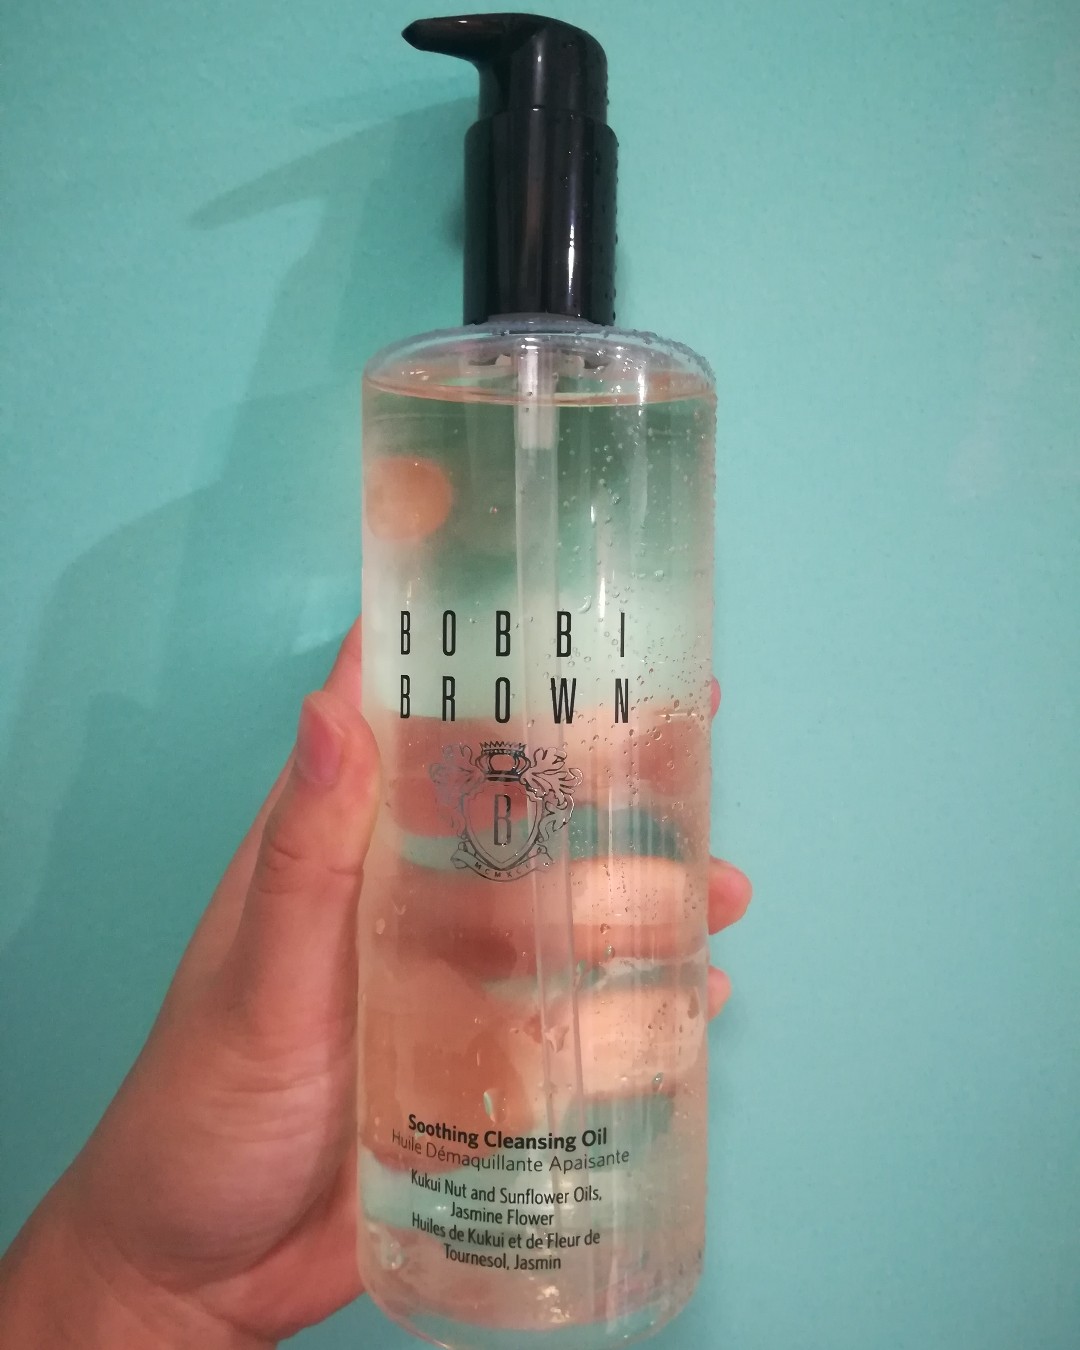 BOBBI
BROWN
B
MCMXCI
Soothing Cleansing Oil
Huile Démaquillante Apaisante
Kukui Nut and Sunflower Oils,
Jasmine Flower
Huiles de Kukui et de Fleur de
Tournesol, Jasmin